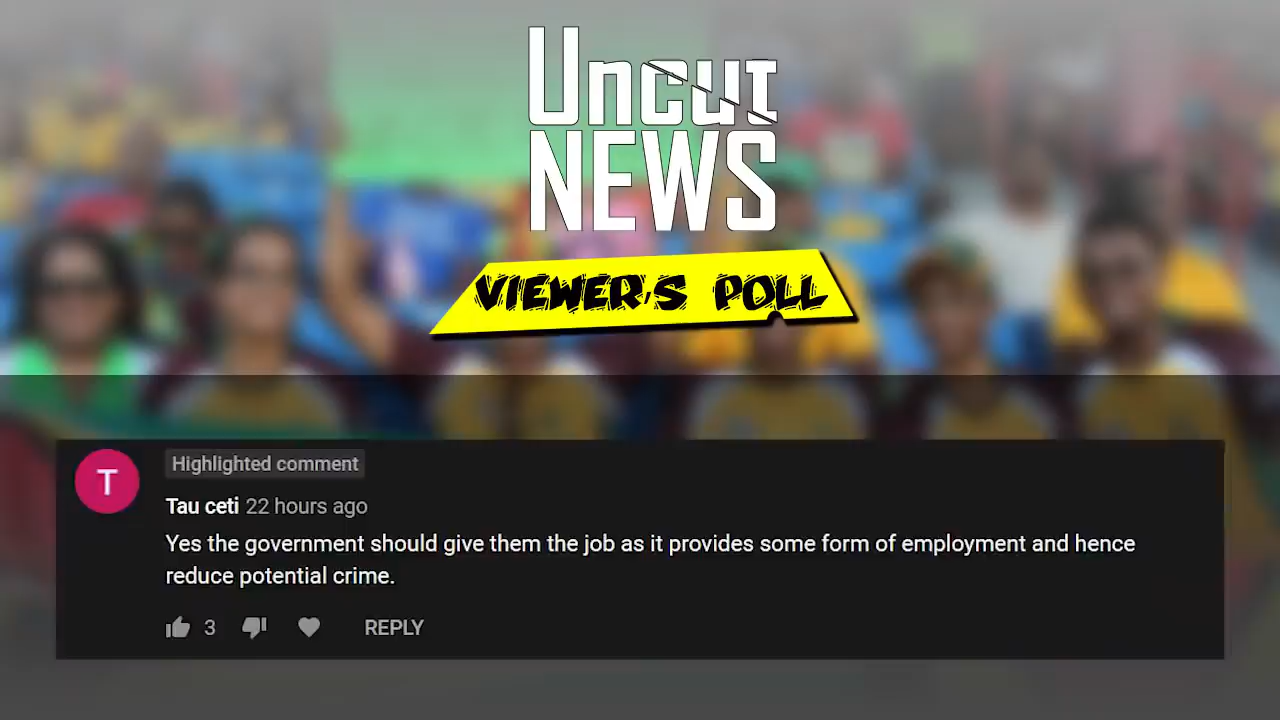 Uncut
NEWS
VIEWER'S POLL
T
Highlighted comment
Tau ceti 22 hours ago
Yes the government should give them the job as it provides some form of employment and hence
reduce potential crime.
3 REPLY